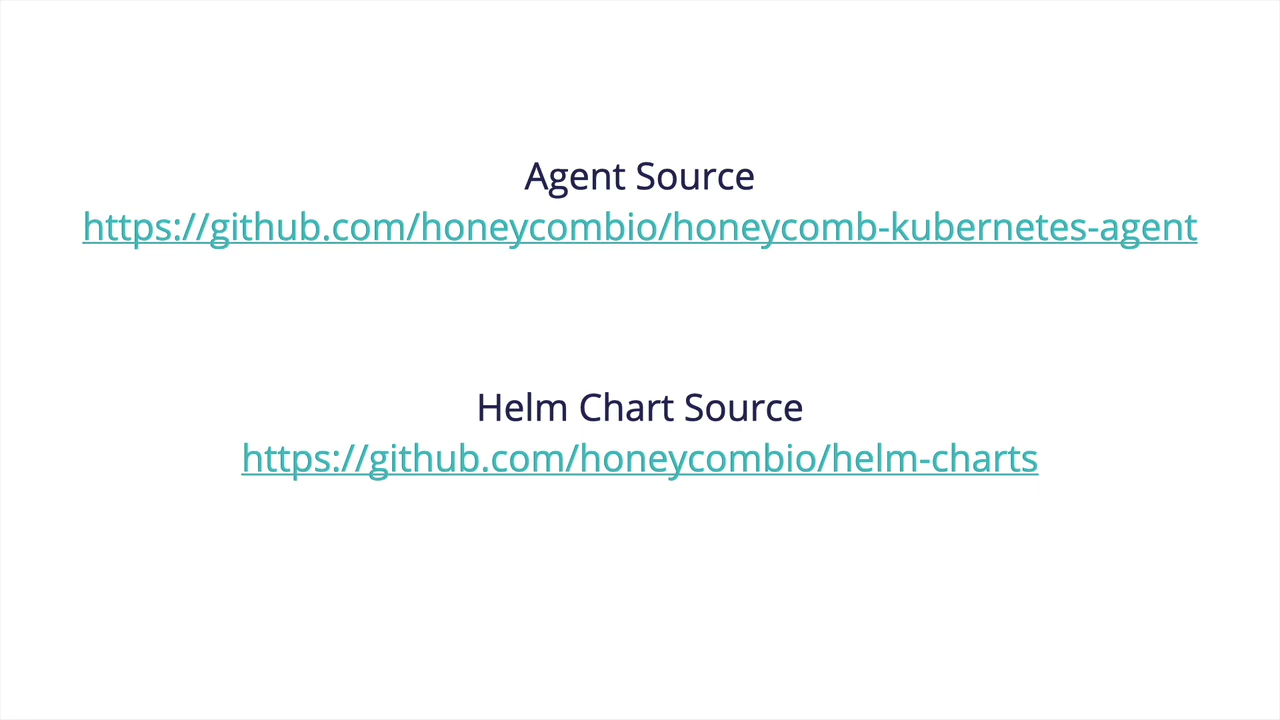 Agent Source
https://github.com/honeycombio/honeycomb-kubernetes-agent
Helm Chart Source
https://github.com/honeycombio/helm-charts